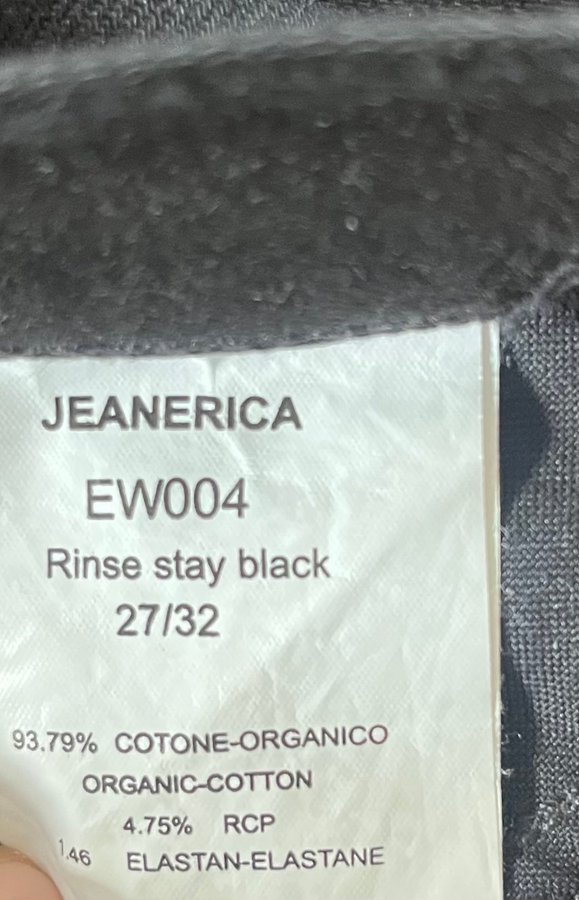 JEANERICA
EW004
Rinse stay black
27/32
93.79% COTONE-ORGANICO
ORGANIC-COTTON
4.75% RCP
1.46 ELASTAN-ELASTANE